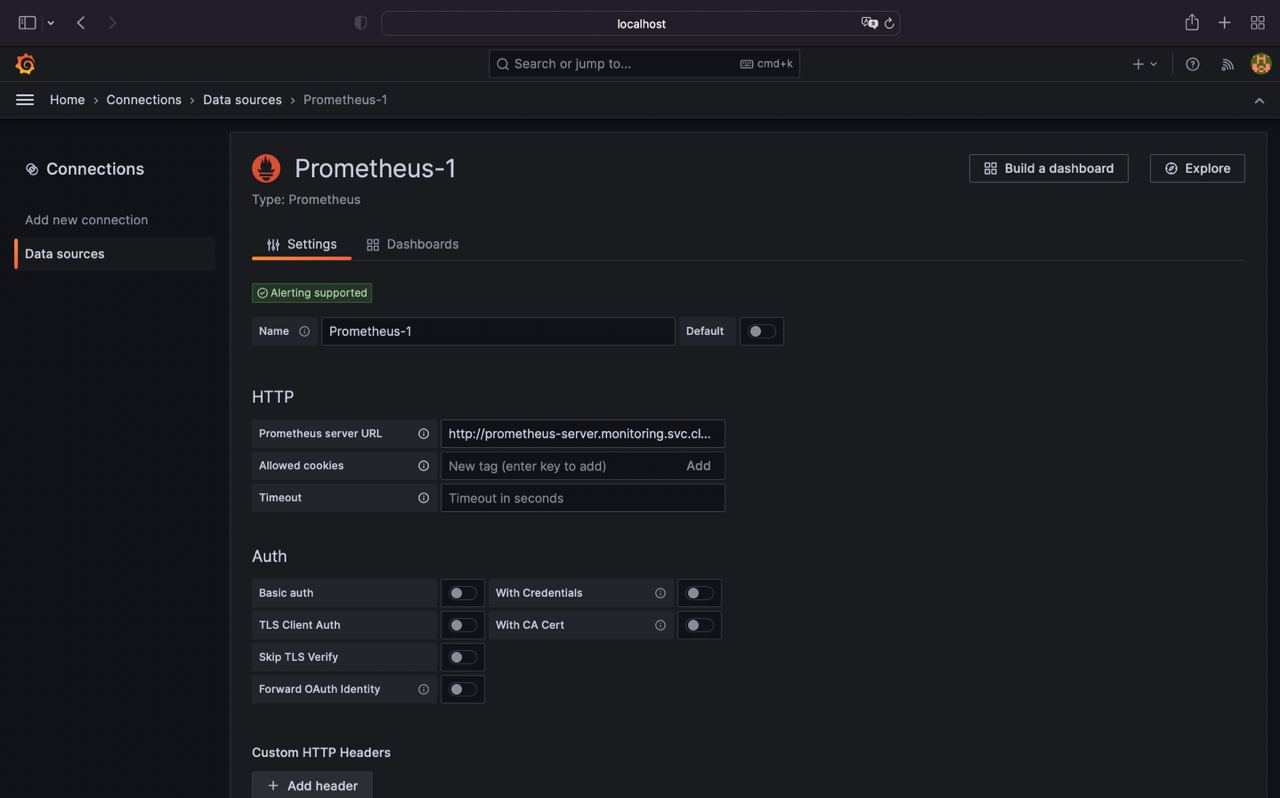 localhost
Search or jump to...
cmd+k
Home › Connections › Data sources › Prometheus-1
Connections
Add new connection
Data sources
Prometheus-1
Type: Prometheus
Build a dashboard
Explore
Settings
Dashboards
Alerting supported
Name
Prometheus-1
Default
HTTP
Prometheus server URL
http://prometheus-server.monitoring.svc.cl...
Allowed cookies
New tag (enter key to add)
Add
Timeout
Timeout in seconds
Auth
Basic auth
With Credentials
TLS Client Auth
With CA Cert
Skip TLS Verify
Forward OAuth Identity
Custom HTTP Headers
+ Add header